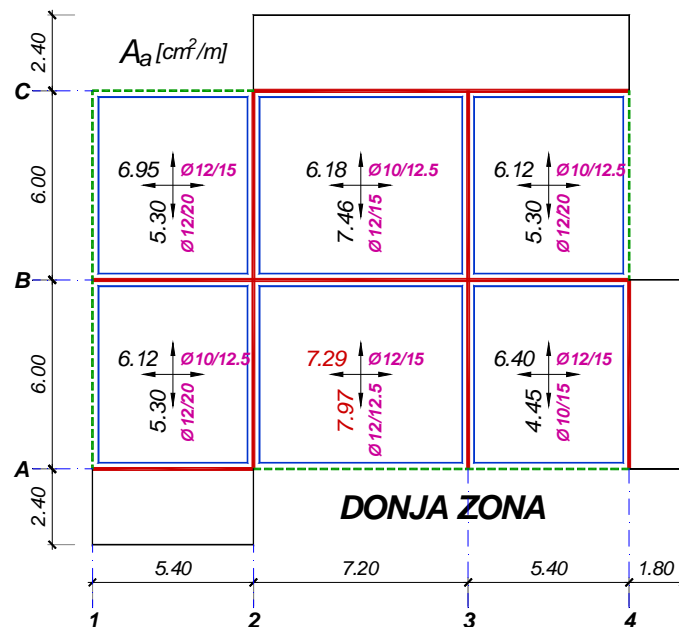 2.40
A_a [cm²/m]
C
6.95 Ø12/15
5.30
Ø12/20
6.18 Ø10/12.5
7.46
Ø12/15
6.12 Ø10/12.5
5.30
Ø12/20
6.00
B
6.12 Ø10/12.5
5.30
Ø12/20
7.29 Ø12/15
7.97
Ø12/12.5
6.40 Ø12/15
4.45
Ø10/15
6.00
A
2.40
DONJA ZONA
5.40 7.20 5.40 1.80
1 2 3 4